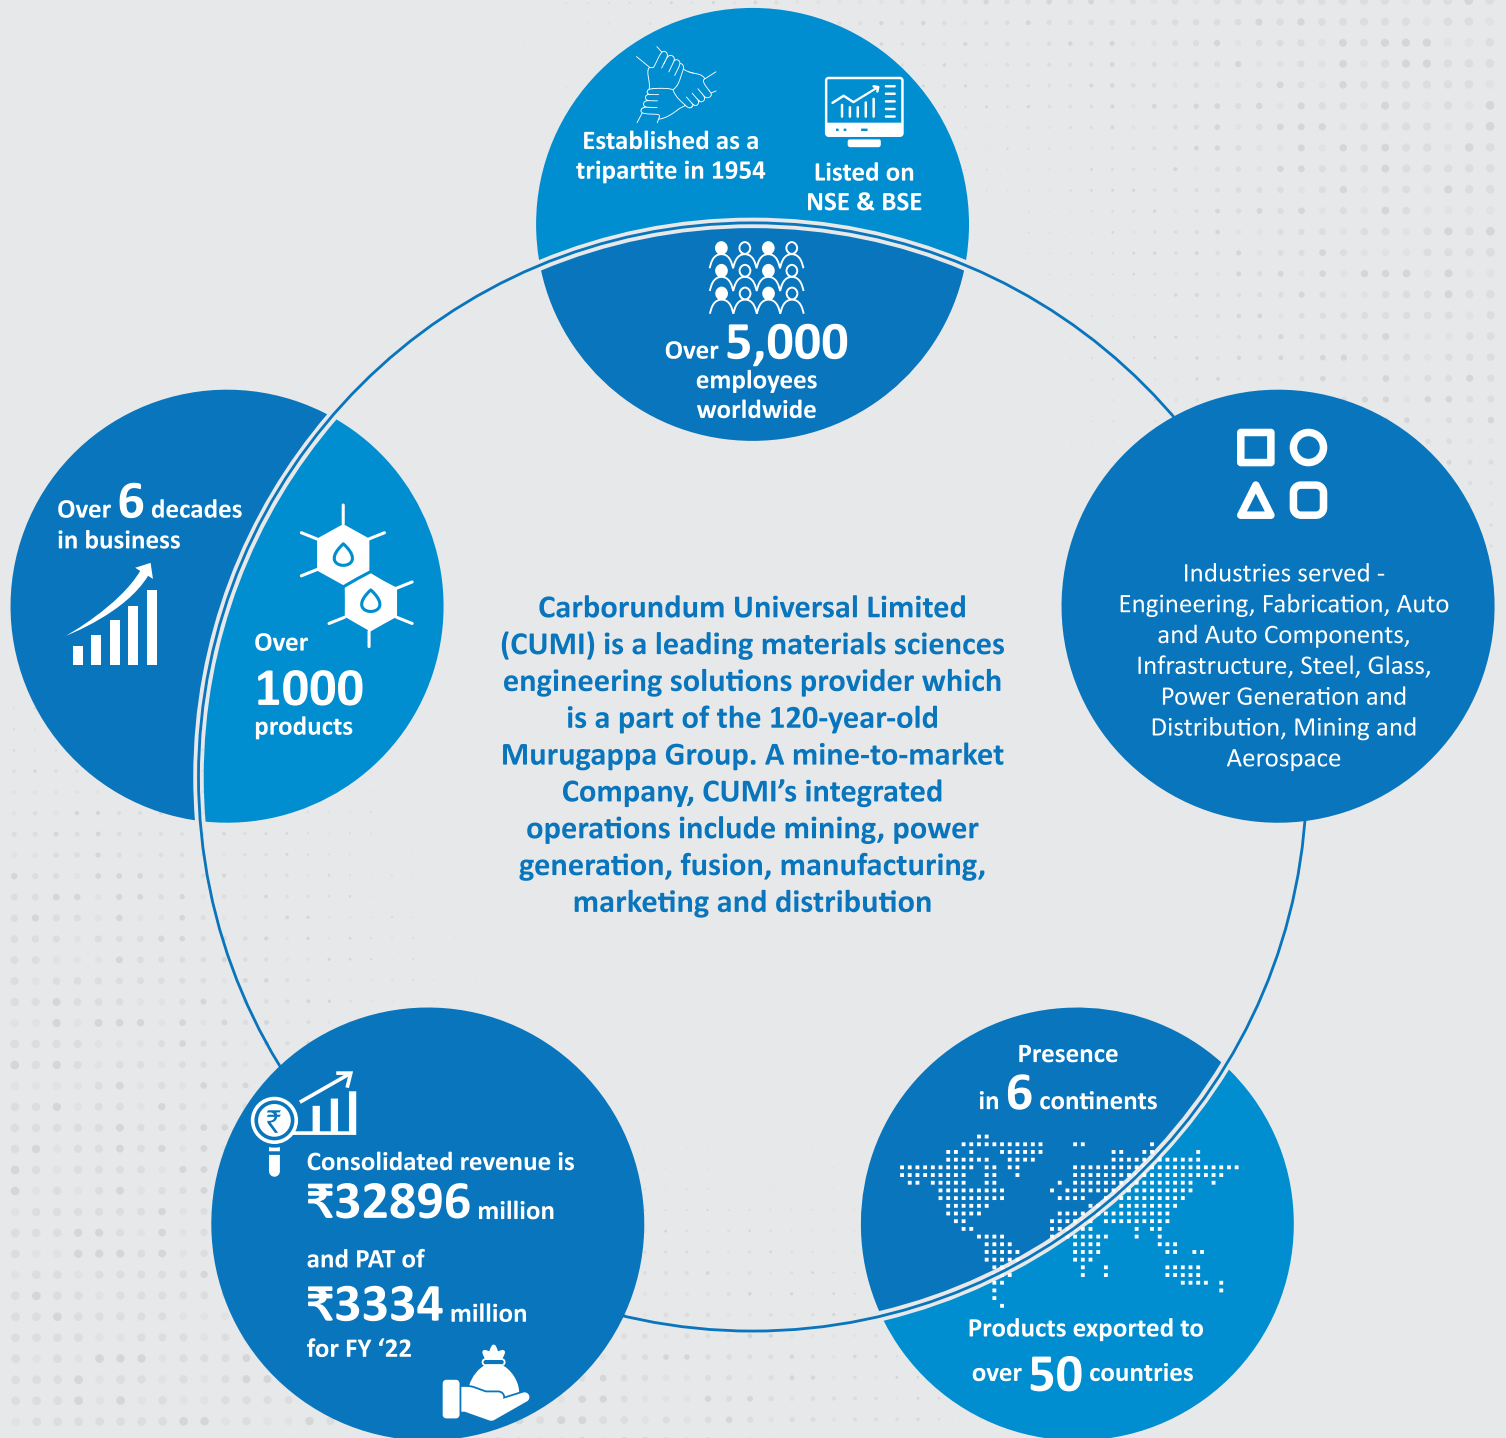 Established as a
tripartite in 1954
Listed on
NSE & BSE
Over 5,000
employees
worldwide
Over 6 decades
in business
Over
1000
products
Industries served -
Engineering, Fabrication, Auto
and Auto Components,
Infrastructure, Steel, Glass,
Power Generation and
Distribution, Mining and
Aerospace
Carborundum Universal Limited
(CUMI) is a leading materials sciences
engineering solutions provider which
is a part of the 120-year-old
Murugappa Group. A mine-to-market
Company, CUMI’s integrated
operations include mining, power
generation, fusion, manufacturing,
marketing and distribution
₹
Consolidated revenue is
₹32896 million
and PAT of
₹3334 million
for FY ‘22
Presence
in 6 continents
Products exported to
over 50 countries